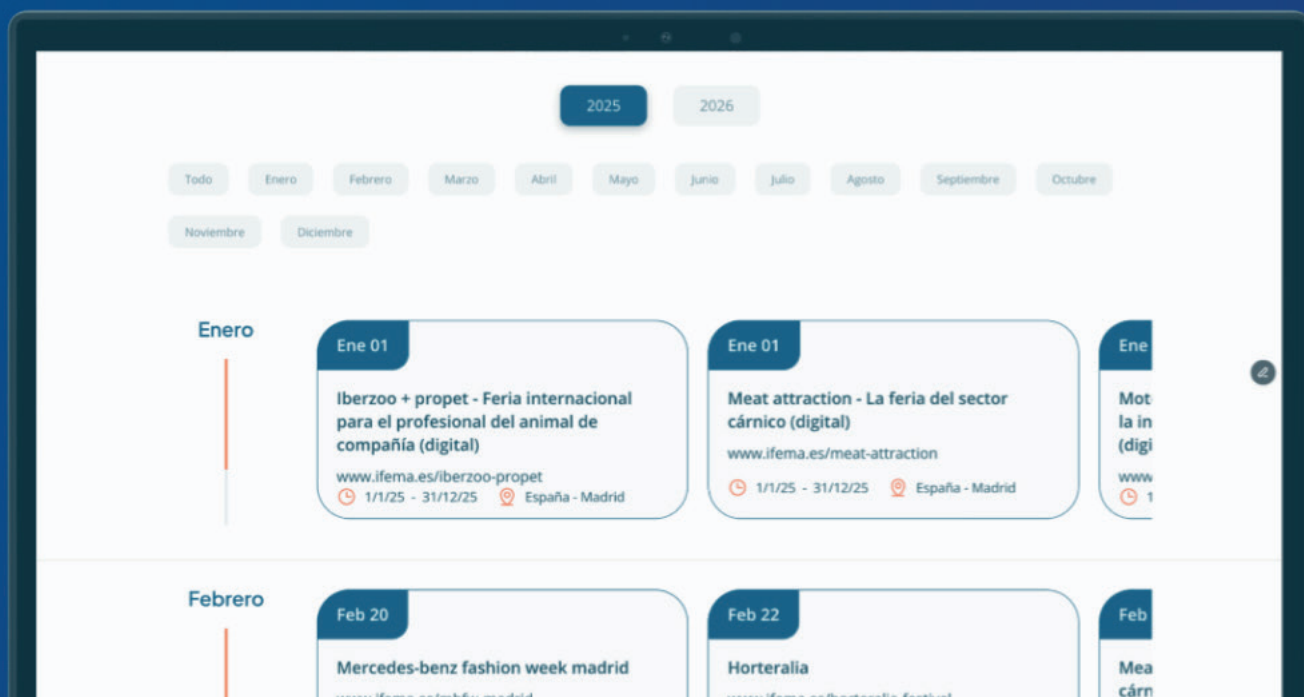 2025 2026
Todo Enero Febrero Marzo Abril Mayo Junio Julio Agosto Septiembre Octubre
Noviembre Diciembre
Enero
Ene 01
Iberzoo + propet - Feria internacional
para el profesional del animal de
compañía (digital)
www.ifema.es/iberzoo-propet
1/1/25 - 31/12/25 España - Madrid
Ene 01
Meat attraction - La feria del sector
cárnico (digital)
www.ifema.es/meat-attraction
1/1/25 - 31/12/25 España - Madrid
Ene
la in
Febrero
Feb 20
Mercedes-benz fashion week madrid
Feb 22
Horteralia
Feb